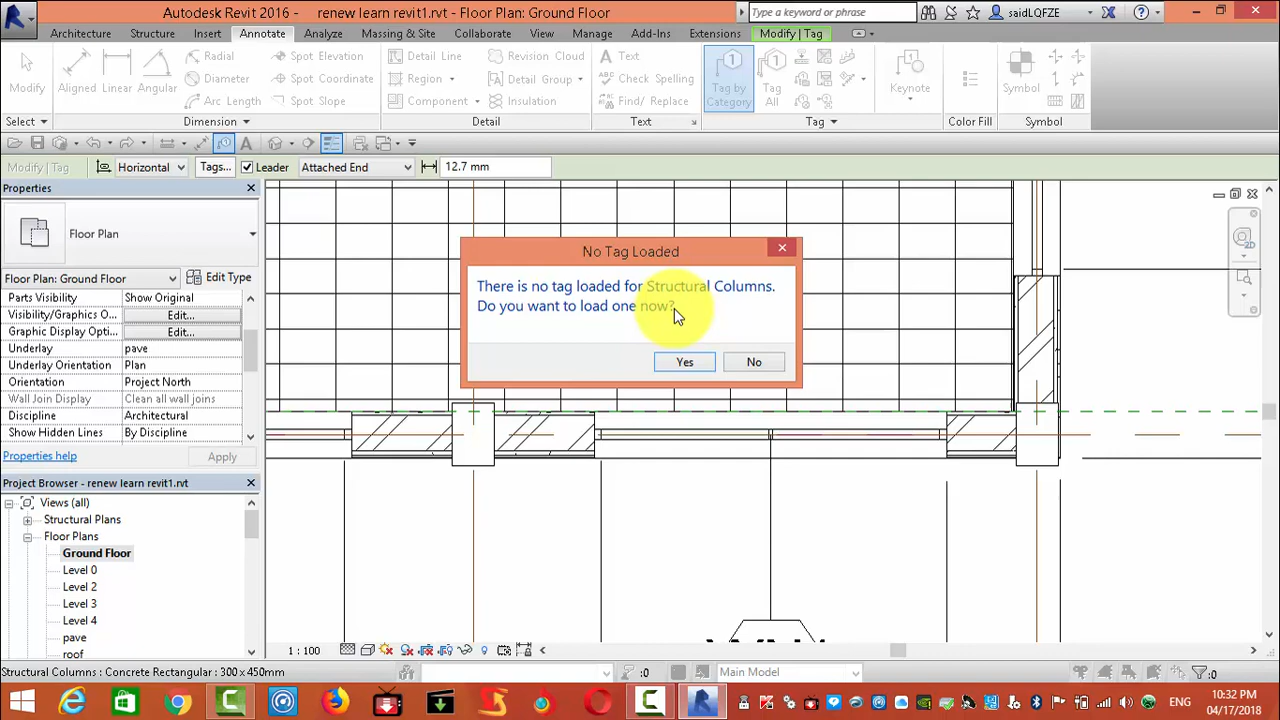 Autodesk Revit 2016 - renew learn revit1.rvt - Floor Plan: Ground Floor
Type a keyword or phrase
saidLQFZE
Architecture Structure Insert Annotate Analyze Massing & Site Collaborate View Manage Add-Ins Extensions Modify | Tag
Modify
Aligned Linear Angular
Radial
Diameter
Arc Length
Spot Elevation
Spot Coordinate
Spot Slope
Detail Line
Region
Component
Revision Cloud
Detail Group
Insulation
Text
Check Spelling
Find/ Replace
Tag by Category
Tag All
Keynote
Symbol
Select Dimension Detail Text Tag Color Fill Symbol
Modify | Tag Horizontal Tags... Leader Attached End 12.7 mm
Properties
Floor Plan
Floor Plan: Ground Floor Edit Type
Parts Visibility Show Original
Visibility/Graphics O... Edit...
Graphic Display Opti... Edit...
Underlay pave
Underlay Orientation Plan
Orientation Project North
Wall Join Display Clean all wall joins
Discipline Architectural
Show Hidden Lines By Discipline
Properties help Apply
Project Browser - renew learn revit1.rvt
Views (all)
Structural Plans
Floor Plans
Ground Floor
Level 0
Level 2
Level 3
Level 4
pave
roof
No Tag Loaded
There is no tag loaded for Structural Columns.
Do you want to load one now?
Yes No
2D
1 : 100
Structural Columns : Concrete Rectangular : 300 x 450mm
:0 Main Model :0
ENG
10:32 PM
04/17/2018